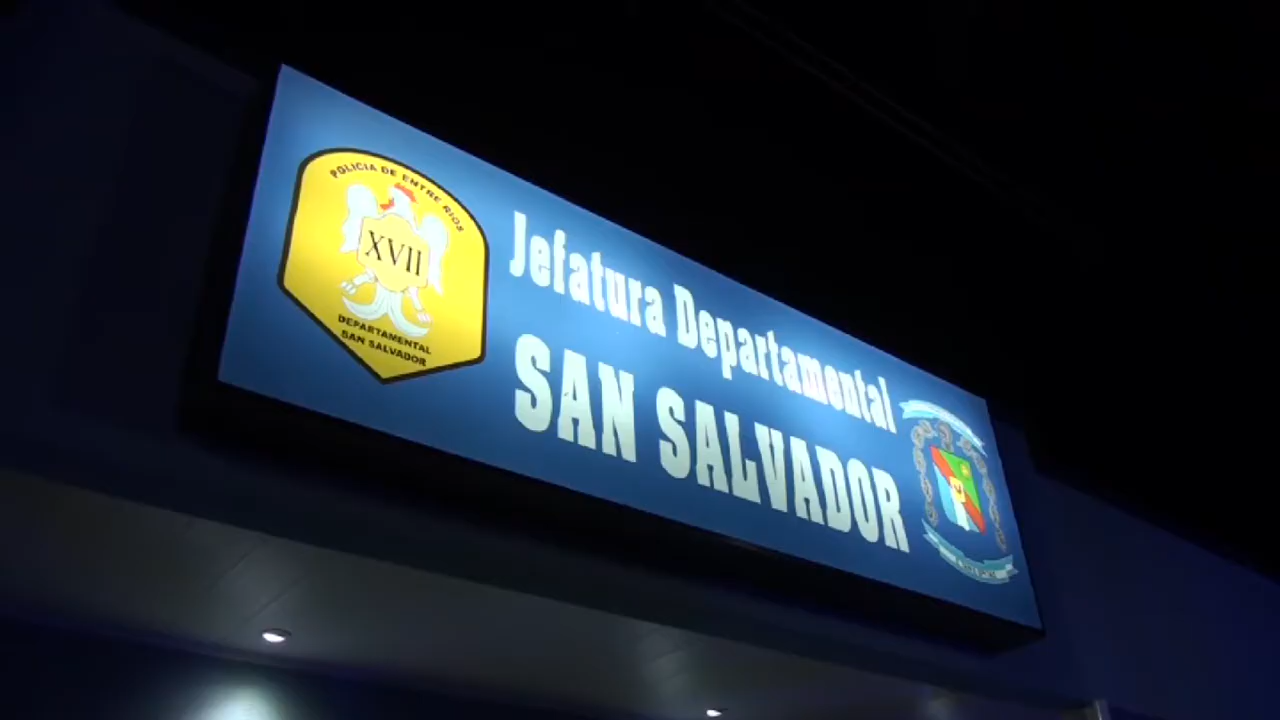 POLICIA DE ENTRE RIOS
XVII
DEPARTAMENTAL
SAN SALVADOR
Jefatura Departamental
SAN SALVADOR